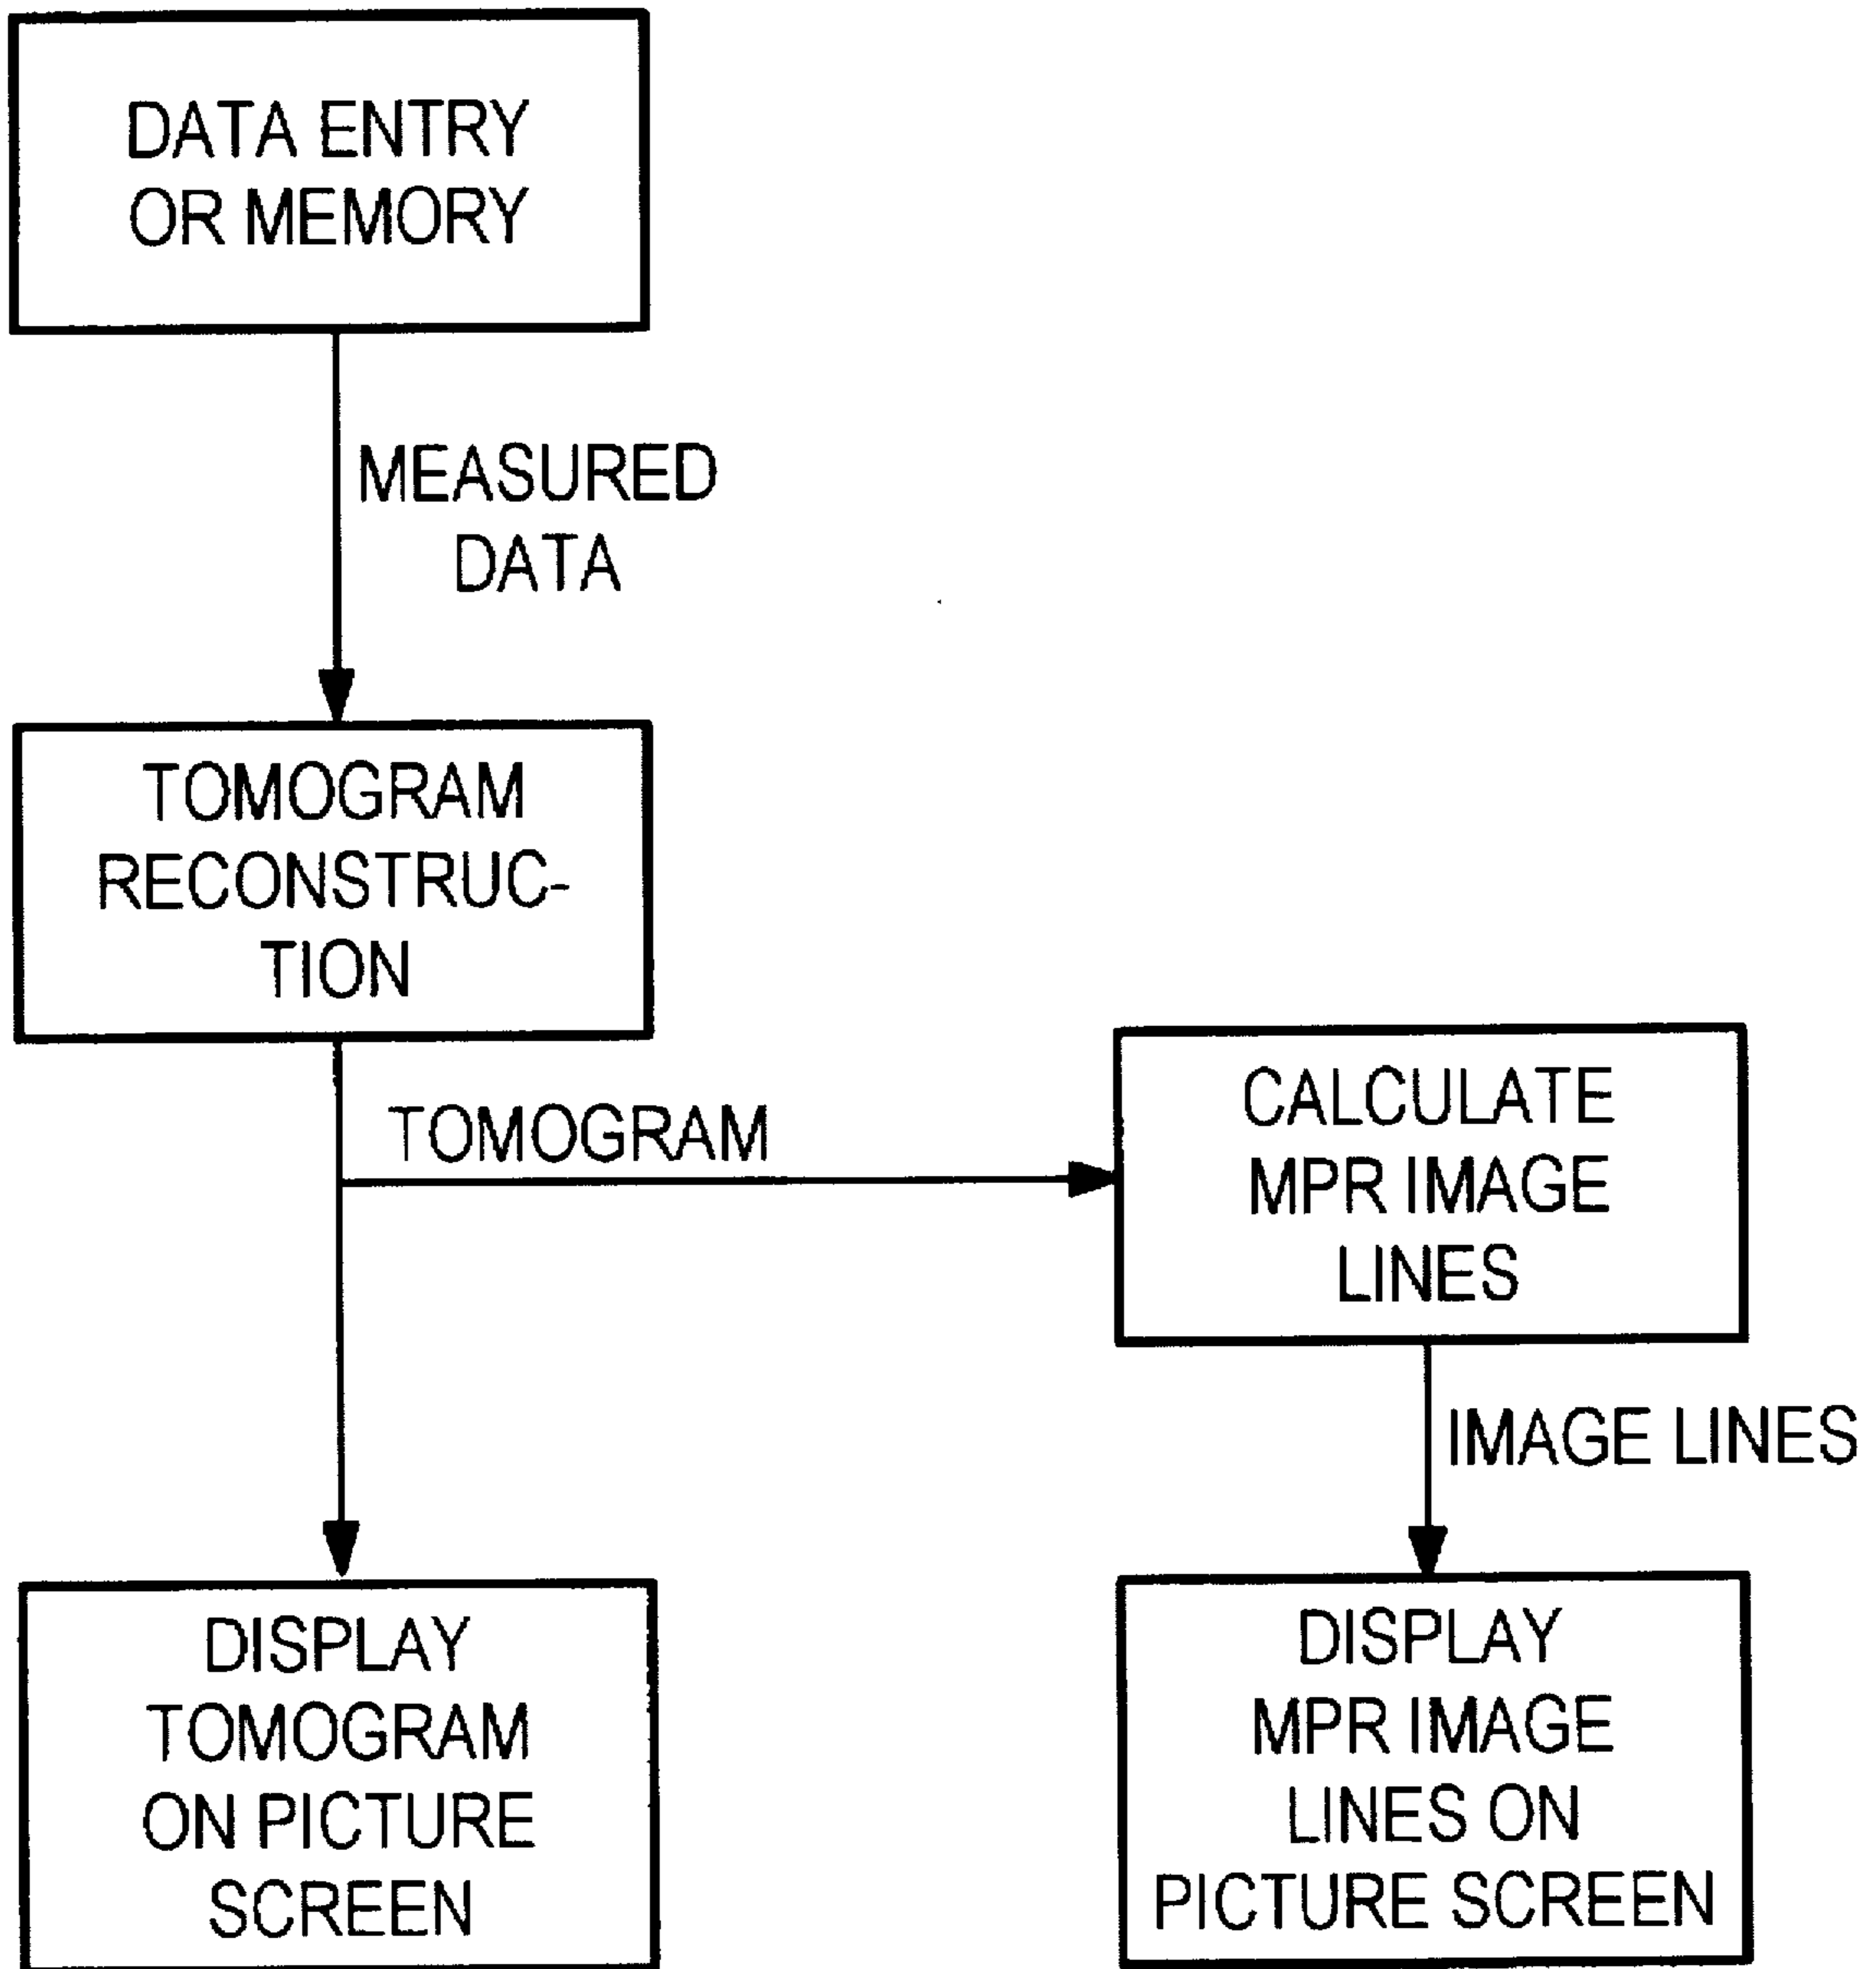 DATA ENTRY
OR MEMORY
MEASURED
DATA
TOMOGRAM
RECONSTRUC-
TION
TOMOGRAM
CALCULATE
MPR IMAGE
LINES
IMAGE LINES
DISPLAY
TOMOGRAM
ON PICTURE
SCREEN
DISPLAY
MPR IMAGE
LINES ON
PICTURE SCREEN